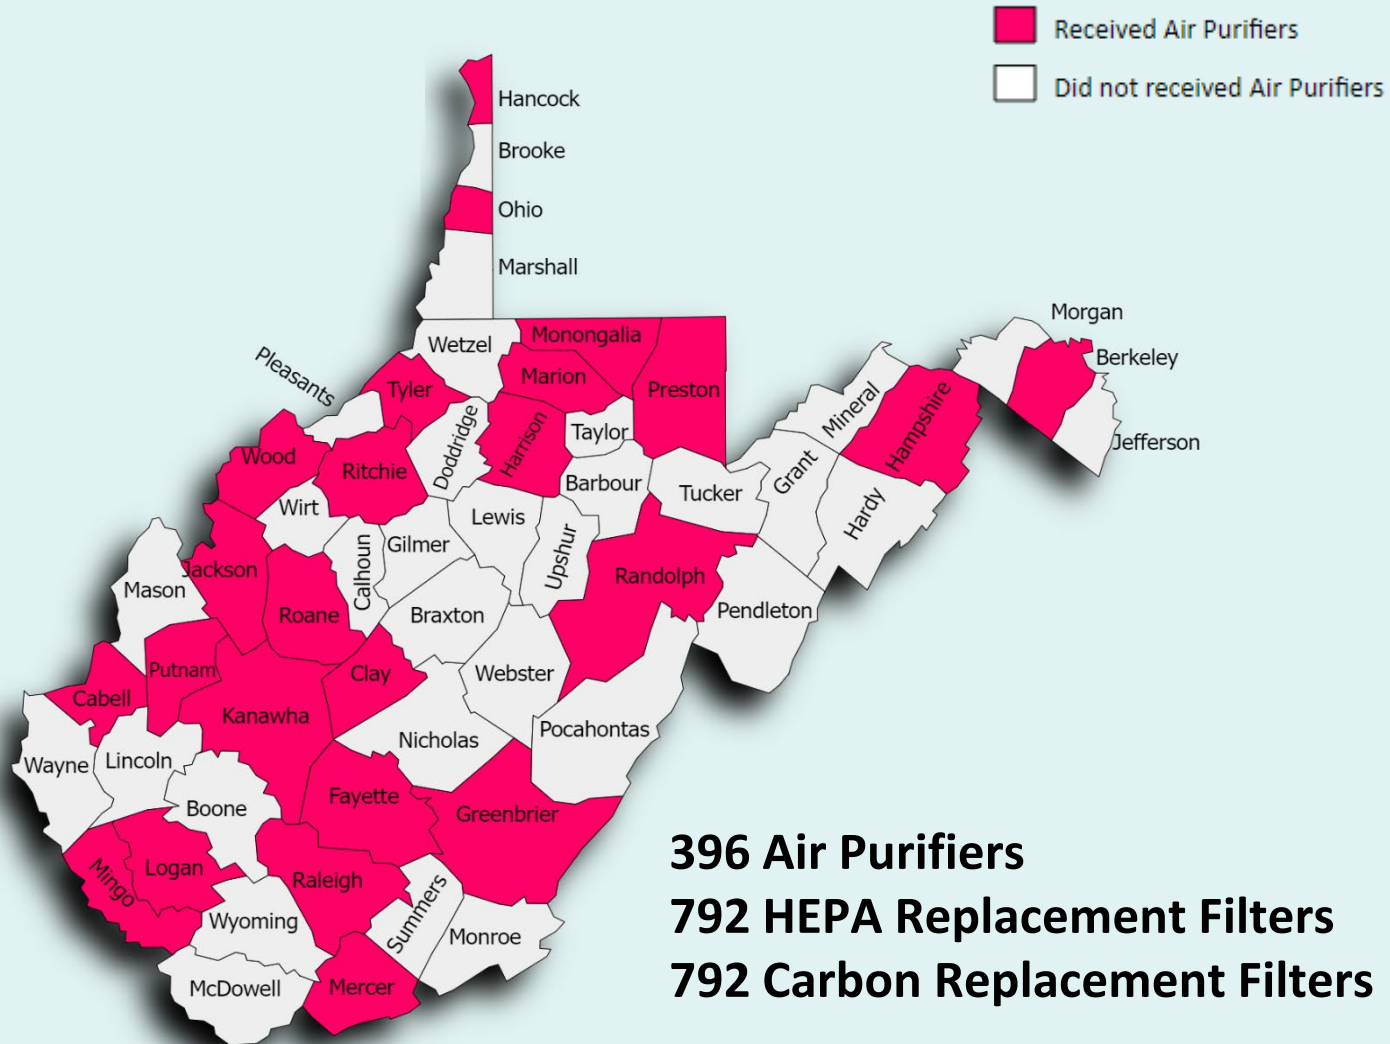 Received Air Purifiers
Did not received Air Purifiers
Hancock
Brooke
Ohio
Marshall
Morgan
Wetzel
Monongalia
Berkeley
Pleasants
Tyler
Marion
Preston
Mineral
Hampshire
Doddridge
Harrison
Taylor
Jefferson
Wood
Ritchie
Barbour
Tucker
Grant
Hardy
Wirt
Lewis
Calhoun
Gilmer
Upshur
Jackson
Mason
Randolph
Roane
Braxton
Pendleton
Putnam
Clay
Webster
Cabell
Kanawha
Pocahontas
Nicholas
Wayne
Lincoln
Fayette
Boone
Greenbrier
Mingo
Logan
Raleigh
Summers
Wyoming
Monroe
McDowell
Mercer
396 Air Purifiers
792 HEPA Replacement Filters
792 Carbon Replacement Filters